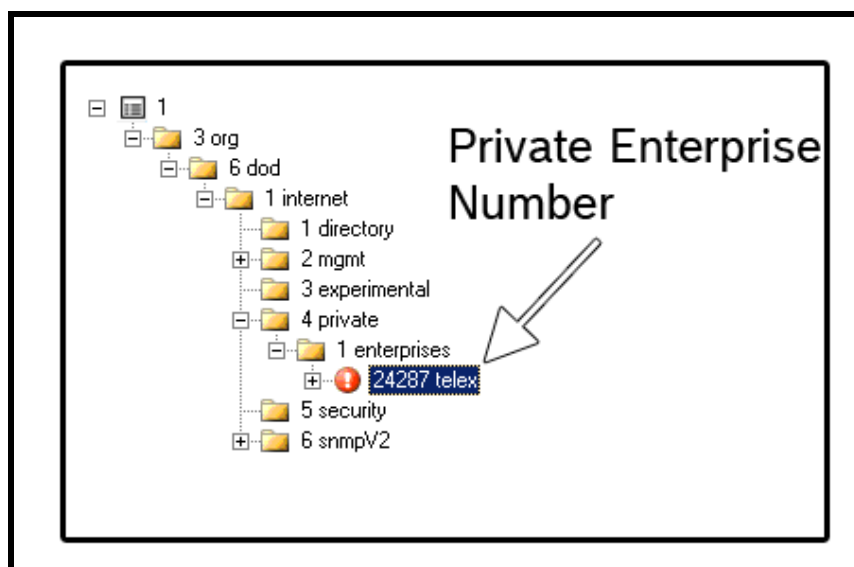 1
3 org
6 dod
Private Enterprise
Number
1 internet
1 directory
2 mgmt
3 experimental
4 private
1 enterprises
24287 telex
5 security
6 snmpV2